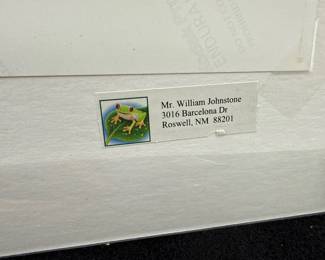 Mr. William Johnstone
3016 Barcelona Dr
Roswell, NM  88201